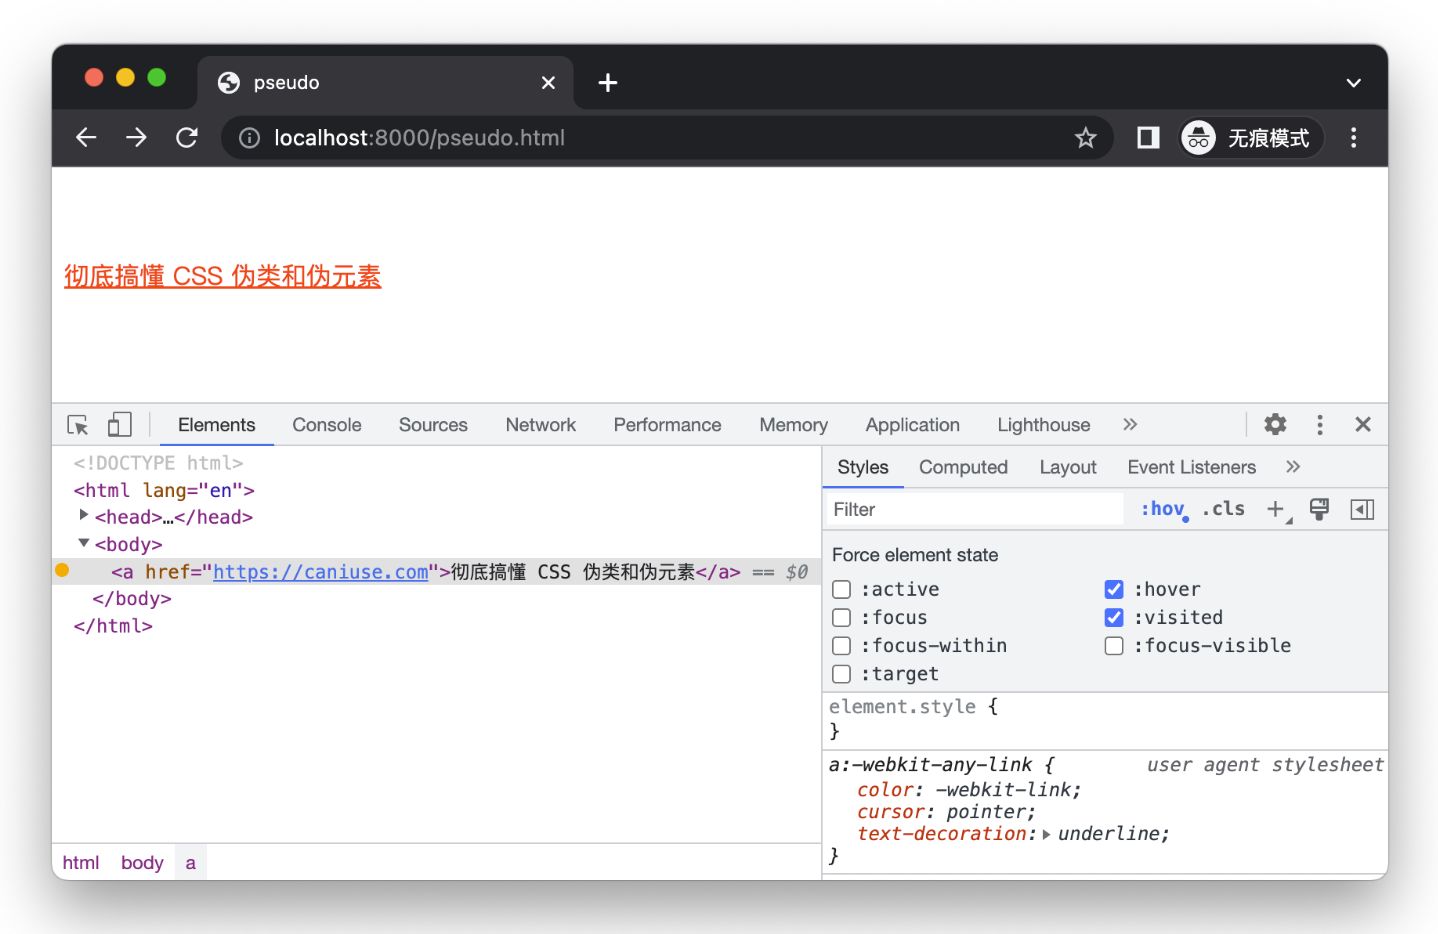 pseudo
localhost:8000/pseudo.html
无痕模式
彻底搞懂 CSS 伪类和伪元素
Elements Console Sources Network Performance Memory Application Lighthouse »
<!DOCTYPE html>
<html lang="en">
<head>…</head>
<body>
<a href="https://caniuse.com">彻底搞懂 CSS 伪类和伪元素</a> == $0
</body>
</html>
html body a
Styles Computed Layout Event Listeners »
Filter :hov .cls +
Force element state
:active :hover
:focus :visited
:focus-within :focus-visible
:target
element.style {
}
a:-webkit-any-link { user agent stylesheet
color: -webkit-link;
cursor: pointer;
text-decoration: underline;
}